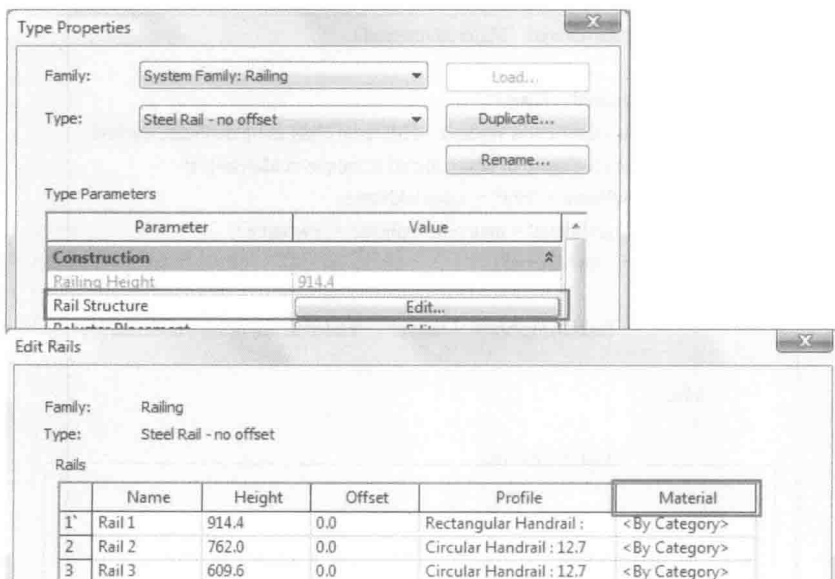 Type Properties
Family: System Family: Railing Load...
Type: Steel Rail - no offset Duplicate...
Rename...
Type Parameters
Parameter Value
Construction
Railing Height 914.4
Rail Structure Edit...
Baluster Placement Edit...
Edit Rails
Family: Railing
Type: Steel Rail - no offset
Rails
Name Height Offset Profile Material
1 Rail 1 914.4 0.0 Rectangular Handrail : <By Category>
2 Rail 2 762.0 0.0 Circular Handrail : 12.7 <By Category>
3 Rail 3 609.6 0.0 Circular Handrail : 12.7 <By Category>